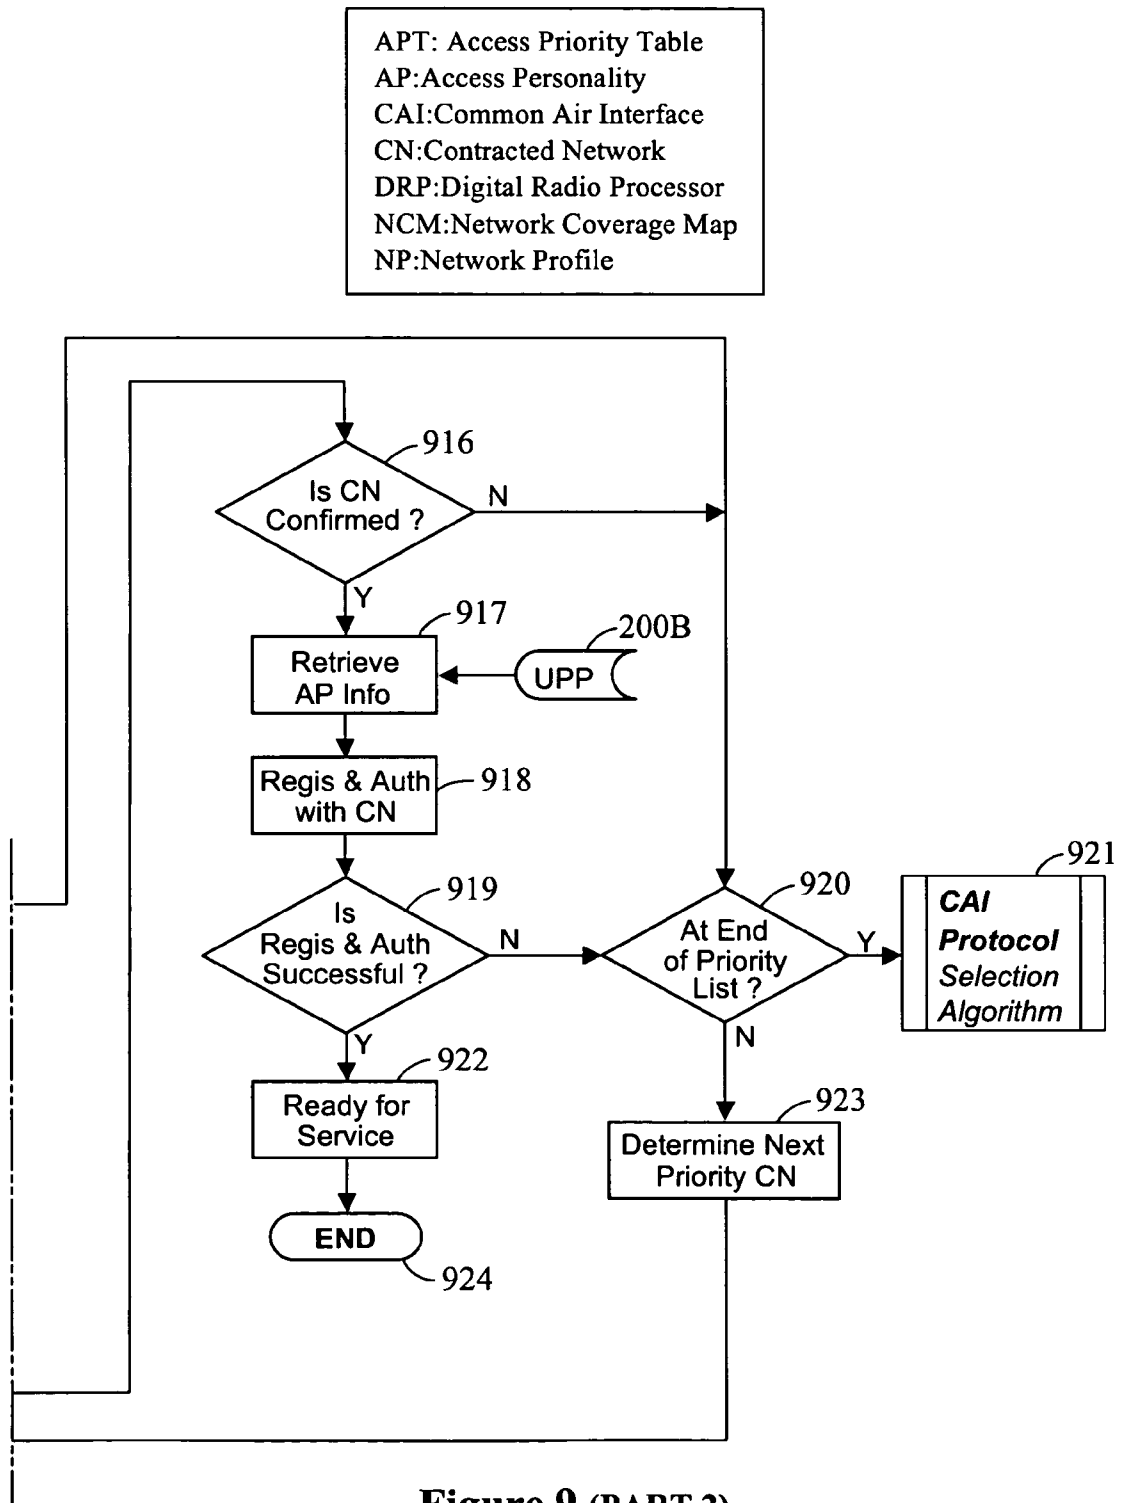 APT: Access Priority Table
AP:Access Personality
CAI:Common Air Interface
CN:Contracted Network
DRP:Digital Radio Processor
NCM:Network Coverage Map
NP:Network Profile
916
Is CN
Confirmed ?
N
Y
917
Retrieve
AP Info
200B
UPP
Regis & Auth
with CN
918
919
Is
Regis & Auth
Successful ?
N
Y
920
At End
of Priority
List ?
Y
N
921
CAI
Protocol
Selection
Algorithm
922
Ready for
Service
923
Determine Next
Priority CN
END
924
Figure 9 (PART 2)